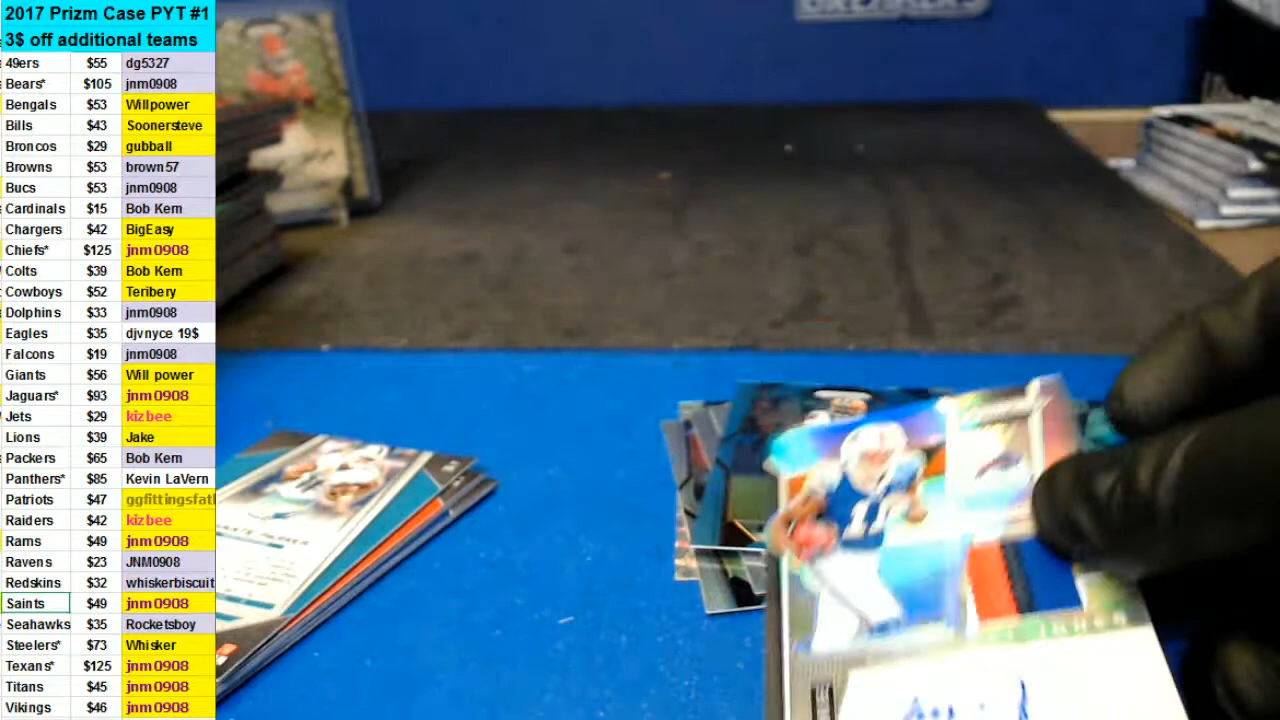 2017 Prizm Case PYT #1
3$ off additional teams
49ers $55 dg5327
Bears* $105 jnm0908
Bengals $53 Willpower
Bills $43 Soonersteve
Broncos $29 gubball
Browns $53 brown57
Bucs $53 jnm0908
Cardinals $15 Bob Kern
Chargers $42 BigEasy
Chiefs* $125 jnm0908
Colts $39 Bob Kern
Cowboys $52 Teribery
Dolphins $33 jnm0908
Eagles $35 djvnyce 19$
Falcons $19 jnm0908
Giants $56 Will power
Jaguars* $93 jnm0908
Jets $29 kizbee
Lions $39 Jake
Packers $65 Bob Kern
Panthers* $85 Kevin LaVern
Patriots $47 ggfittingsfatl
Raiders $42 kizbee
Rams $49 jnm0908
Ravens $23 JNM0908
Redskins $32 whiskerbiscuit
Saints $49 jnm0908
Seahawks $35 Rocketsboy
Steelers* $73 Whisker
Texans* $125 jnm0908
Titans $45 jnm0908
Vikings $46 jnm0908